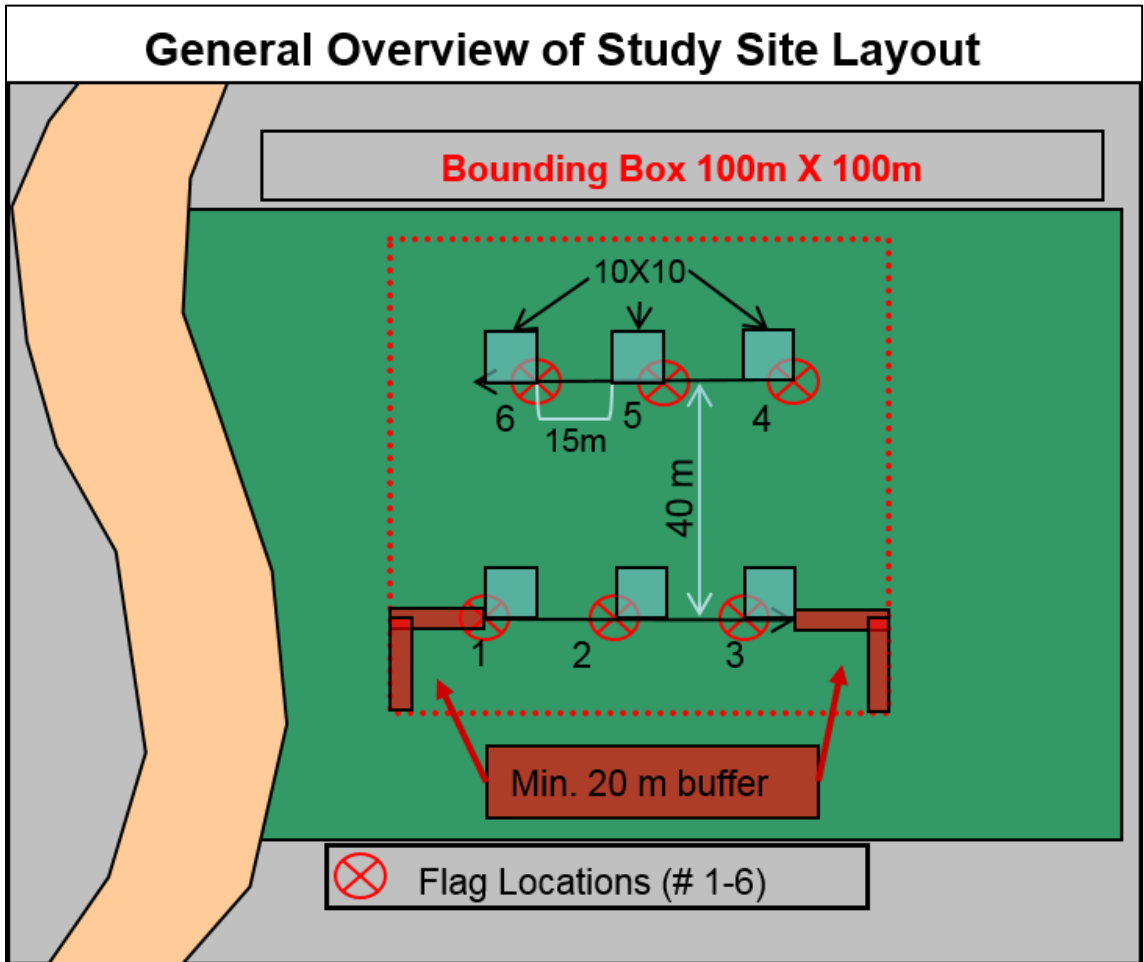 General Overview of Study Site Layout
Bounding Box 100m X 100m
10X10
6
5
4
15m
40 m
1
2
3
Min. 20 m buffer
Flag Locations (# 1-6)